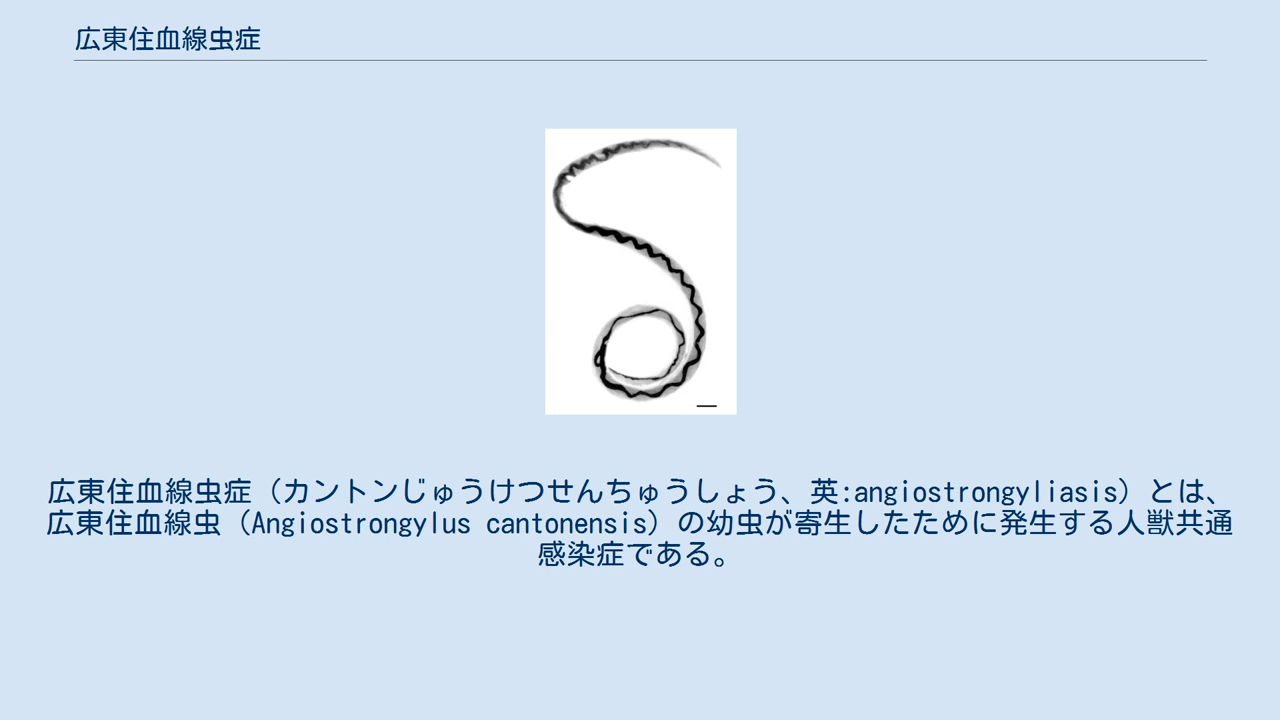 広東住血線虫症
広東住血線虫症（カントンじゅうけつせんちゅうしょう、英:angiostrongyliasis）とは、
広東住血線虫（Angiostrongylus cantonensis）の幼虫が寄生したために発生する人獣共通
感染症である。